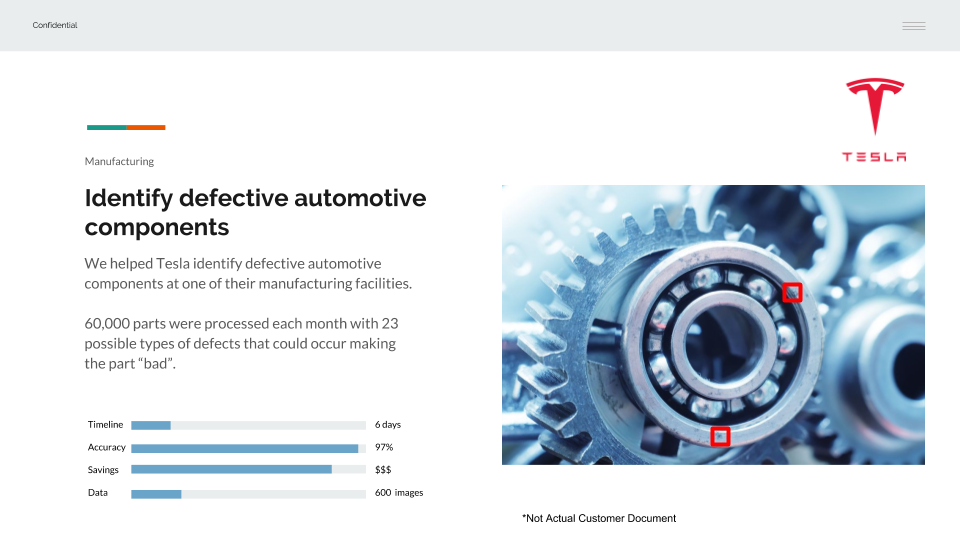 Confidential
TESLA
Manufacturing
Identify defective automotive
components
We helped Tesla identify defective automotive
components at one of their manufacturing facilities.
60,000 parts were processed each month with 23
possible types of defects that could occur making
the part “bad”.
Timeline 6 days
Accuracy 97%
Savings $$$
Data 600 images
*Not Actual Customer Document